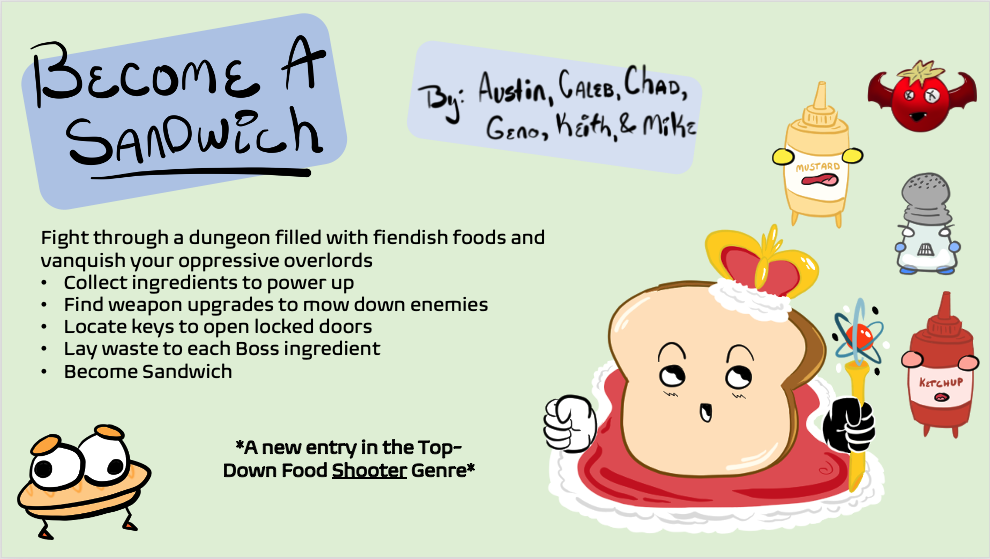 BECOME A
SANDWICH
By: Austin, CALEB, CHAD,
Geno, Keith, & Mike
Fight through a dungeon filled with fiendish foods and
vanquish your oppressive overlords
• Collect ingredients to power up
• Find weapon upgrades to mow down enemies
• Locate keys to open locked doors
• Lay waste to each Boss ingredient
• Become Sandwich
*A new entry in the Top-
Down Food Shooter Genre*
MUSTARD
KETCHUP